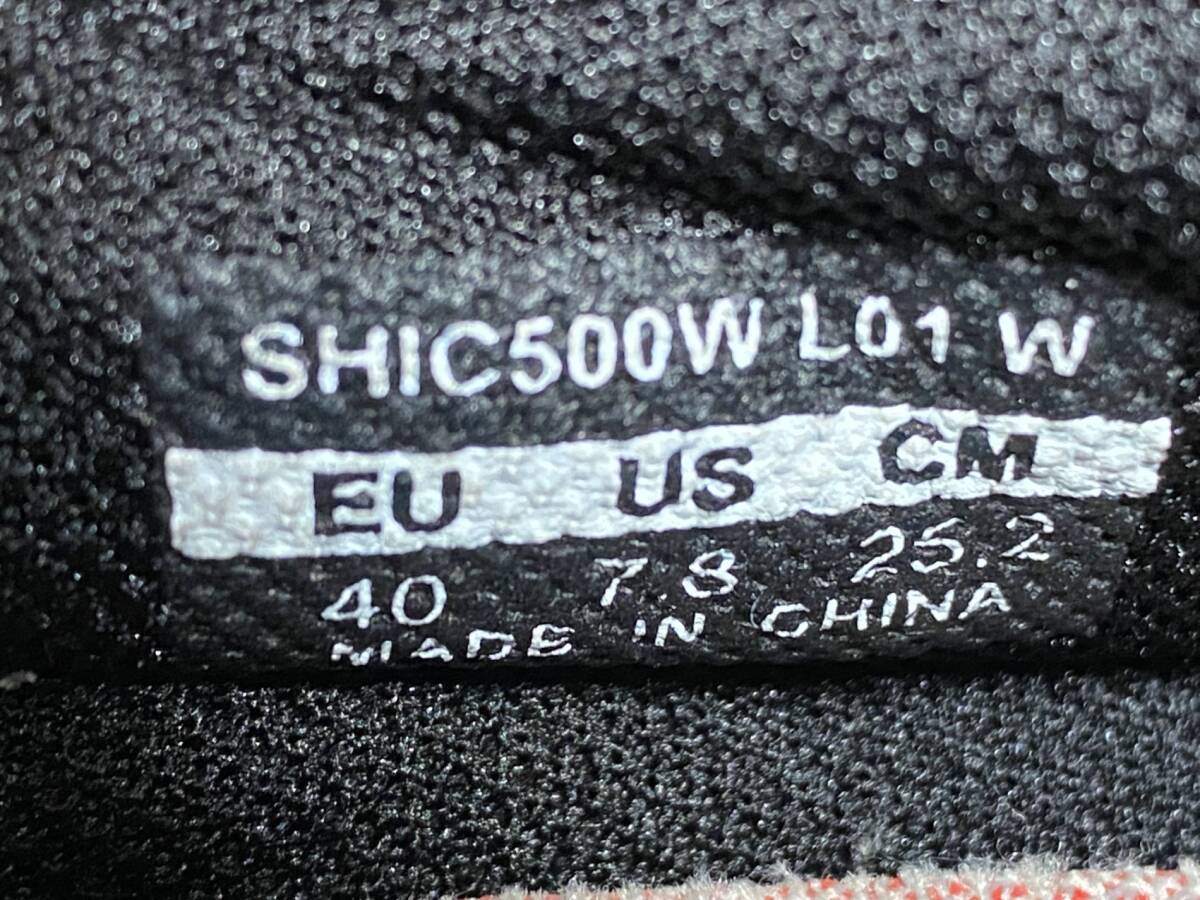 SHIC500W L01 W
EU US CM
40 7.8 25.2
MADE IN CHINA